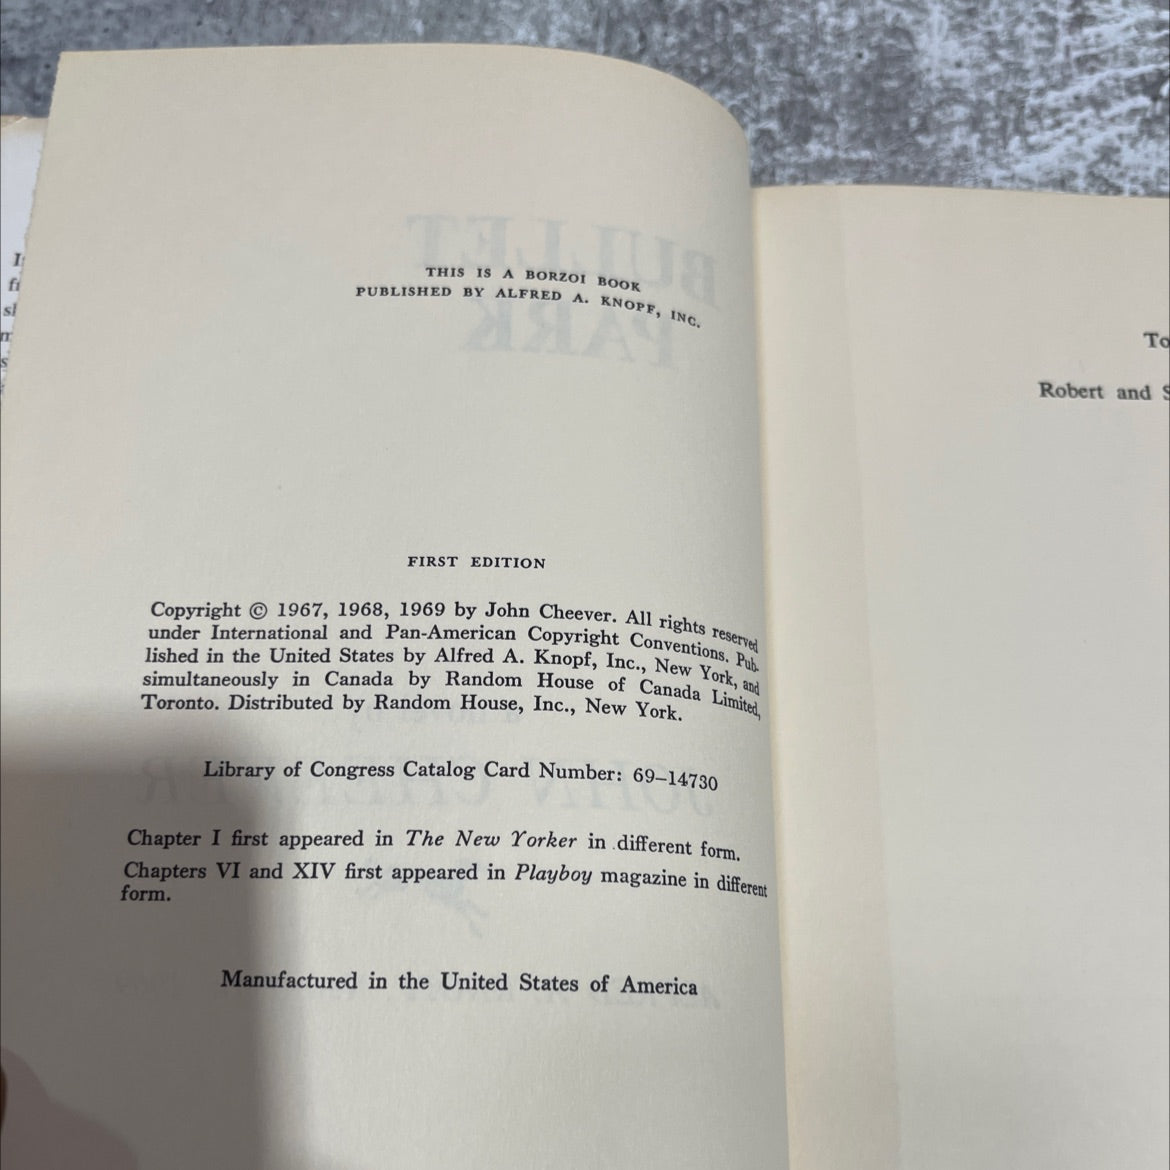 THIS IS A BORZOI BOOK
PUBLISHED BY ALFRED A. KNOPF, INC.
FIRST EDITION
Copyright © 1967, 1968, 1969 by John Cheever. All rights reserved
under International and Pan-American Copyright Conventions. Pub-
lished in the United States by Alfred A. Knopf, Inc., New York, and
simultaneously in Canada by Random House of Canada Limited,
Toronto. Distributed by Random House, Inc., New York.
Library of Congress Catalog Card Number: 69–14730
Chapter I first appeared in The New Yorker in different form.
Chapters VI and XIV first appeared in Playboy magazine in different
form.
Manufactured in the United States of America
To
Robert and S